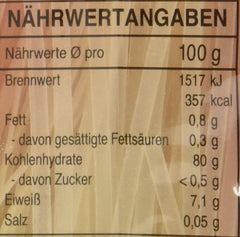 NÄHRWERTANGABEN
Nährwerte Ø pro 100 g
Brennwert 1517 kJ
357 kcal
Fett 0,8 g
- davon gesättigte Fettsäuren 0,3 g
Kohlenhydrate 80 g
- davon Zucker <0,5 g
Eiweiß 7,1 g
Salz 0,05 g